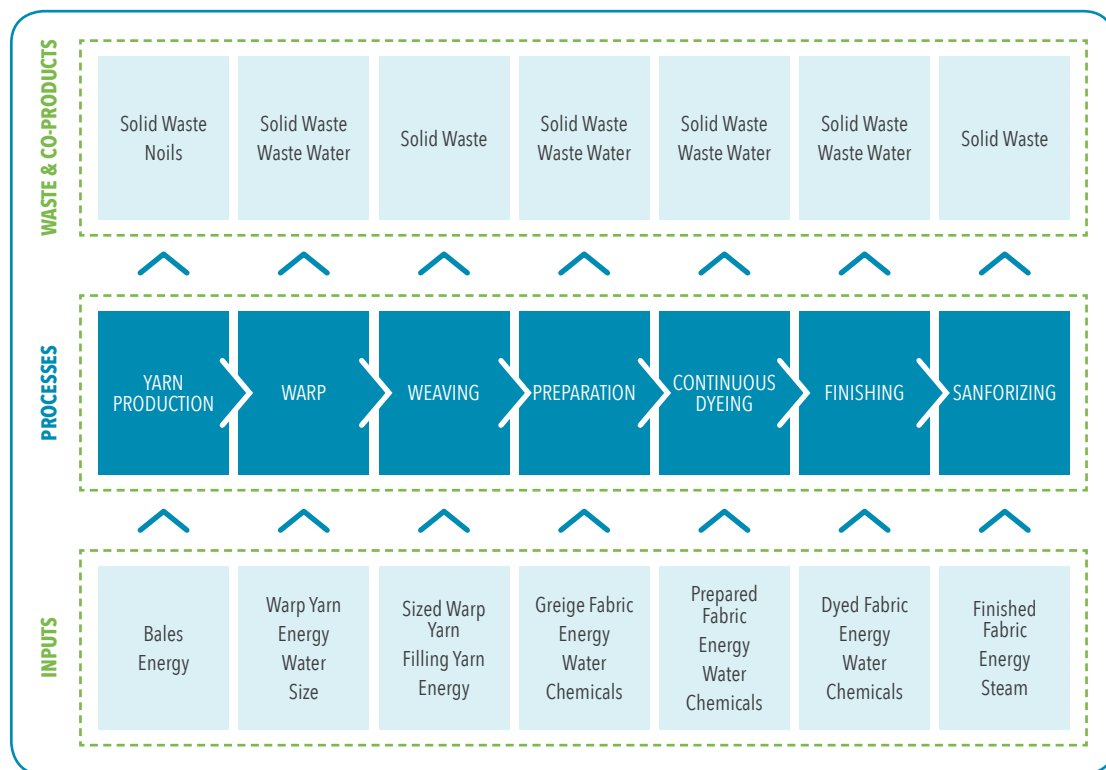 WASTE & CO-PRODUCTS
Solid Waste
Noils
Solid Waste
Waste Water
Solid Waste
Solid Waste
Waste Water
Solid Waste
Waste Water
Solid Waste
Waste Water
Solid Waste
PROCESSES
YARN
PRODUCTION
WARP
WEAVING
PREPARATION
CONTINUOUS
DYEING
FINISHING
SANFORIZING
INPUTS
Bales
Energy
Warp Yarn
Energy
Water
Size
Sized Warp
Yarn
Filling Yarn
Energy
Greige Fabric
Energy
Water
Chemicals
Prepared
Fabric
Energy
Water
Chemicals
Dyed Fabric
Energy
Water
Chemicals
Finished
Fabric
Energy
Steam